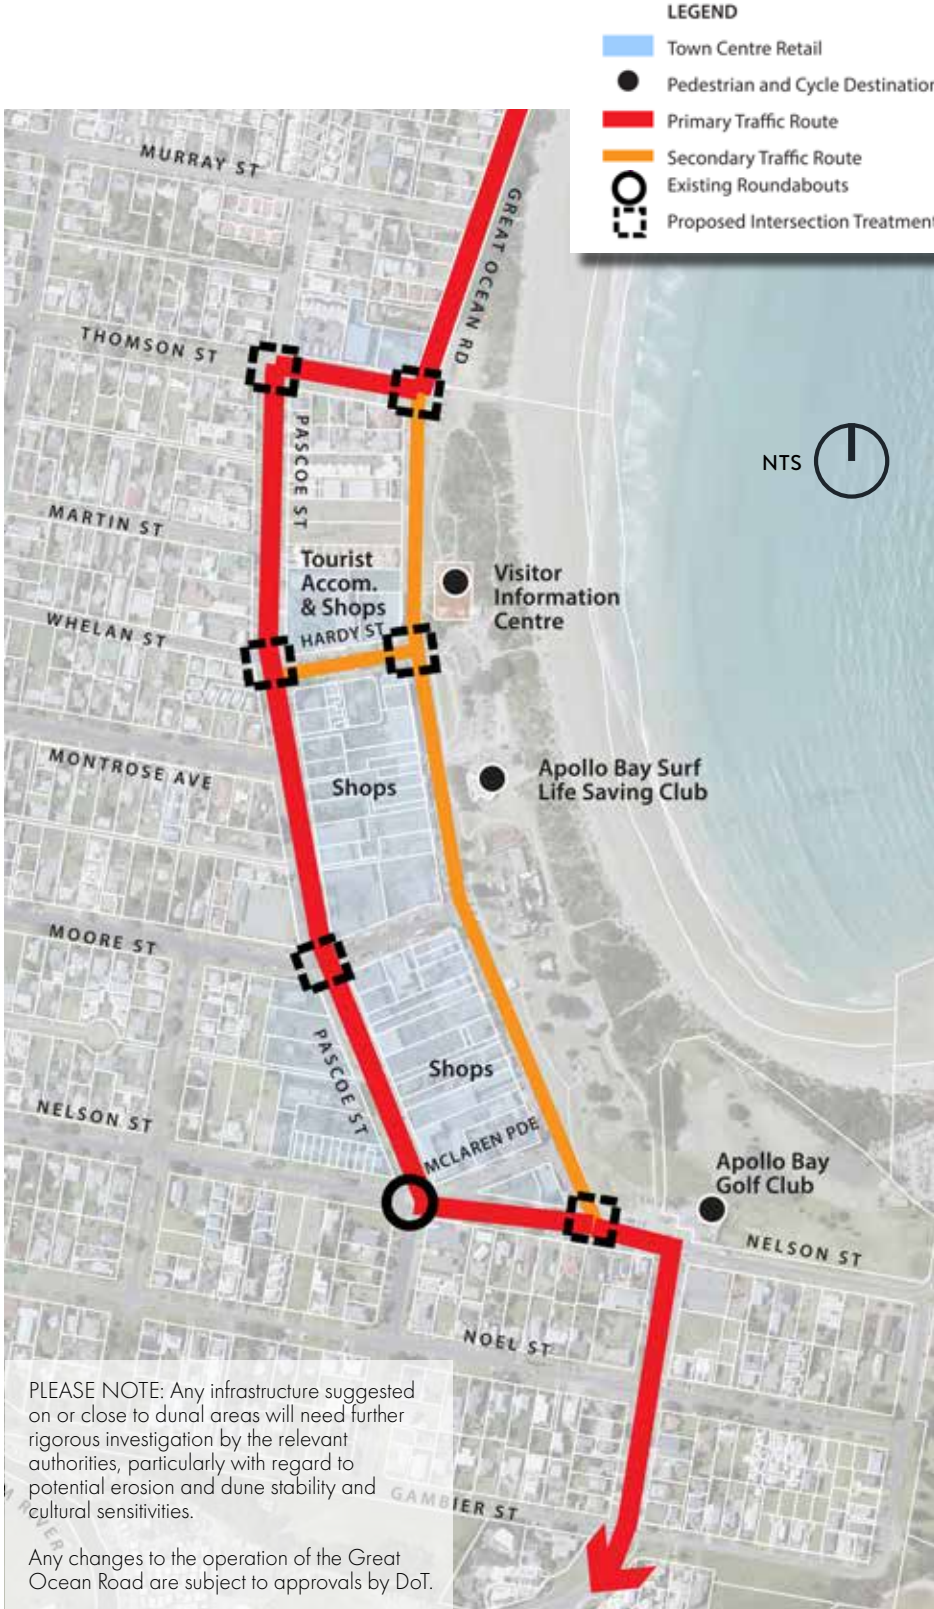 LEGEND
Town Centre Retail
Pedestrian and Cycle Destination
Primary Traffic Route
Secondary Traffic Route
Existing Roundabouts
Proposed Intersection Treatment
MURRAY ST
GREAT OCEAN RD
THOMSON ST
PASCOE ST
NTS
MARTIN ST
Tourist
Accom.
& Shops
Visitor
Information
Centre
WHELAN ST
HARDY ST
MONTROSE AVE
Shops
Apollo Bay Surf
Life Saving Club
MOORE ST
PASCOE ST
Shops
NELSON ST
MCLAREN PDE
Apollo Bay
Golf Club
NELSON ST
NOEL ST
PLEASE NOTE: Any infrastructure suggested
on or close to dunal areas will need further
rigorous investigation by the relevant
authorities, particularly with regard to
potential erosion and dune stability and
cultural sensitivities.
GAMBIER ST
M RIVER
Any changes to the operation of the Great
Ocean Road are subject to approvals by DoT.